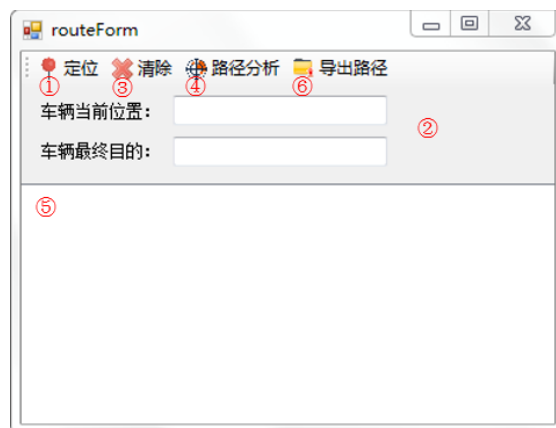 routeForm
定位 清除 路径分析 导出路径
① ③ ④ ⑥
车辆当前位置：
②
车辆最终目的：
⑤